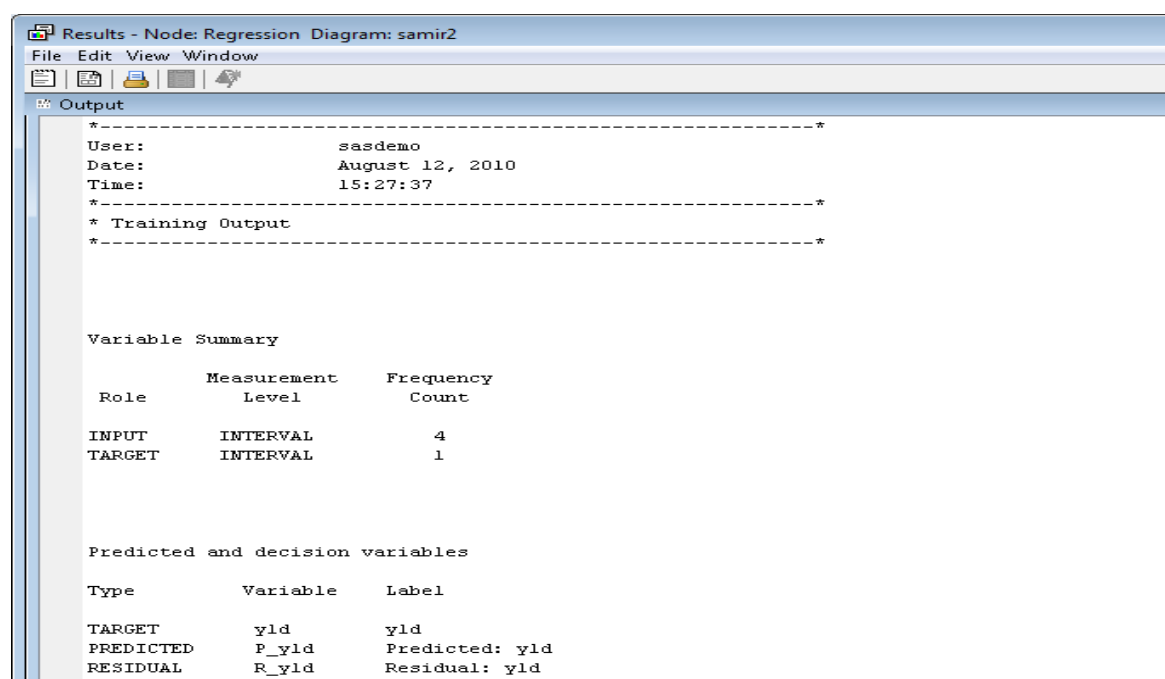 Results - Node: Regression Diagram: samir2
File Edit View Window
Output
*------------------------------------------------------------*
User: sasdemo
Date: August 12, 2010
Time: 15:27:37
*------------------------------------------------------------*
* Training Output
*------------------------------------------------------------*
Variable Summary
Measurement Frequency
Role Level Count
INPUT INTERVAL 4
TARGET INTERVAL 1
Predicted and decision variables
Type Variable Label
TARGET yld yld
PREDICTED P_yld Predicted: yld
RESIDUAL R_yld Residual: yld